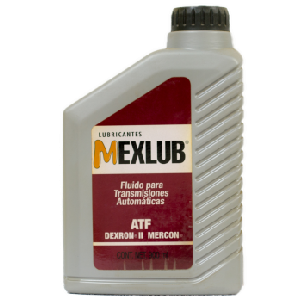 LUBRICANTES
MEXLUB®
Fluido para
Transmisiones
Automáticas
ATF
DEXRON-II MERCON